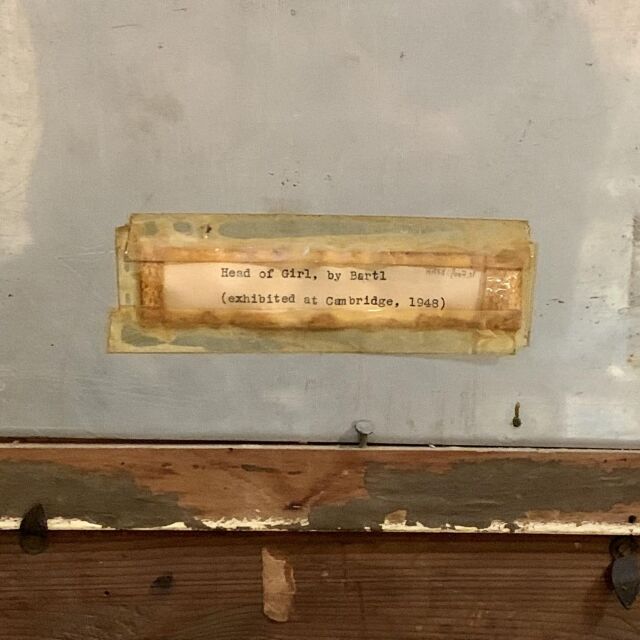 Head of Girl, by Bartl
(exhibited at Cambridge, 1948)